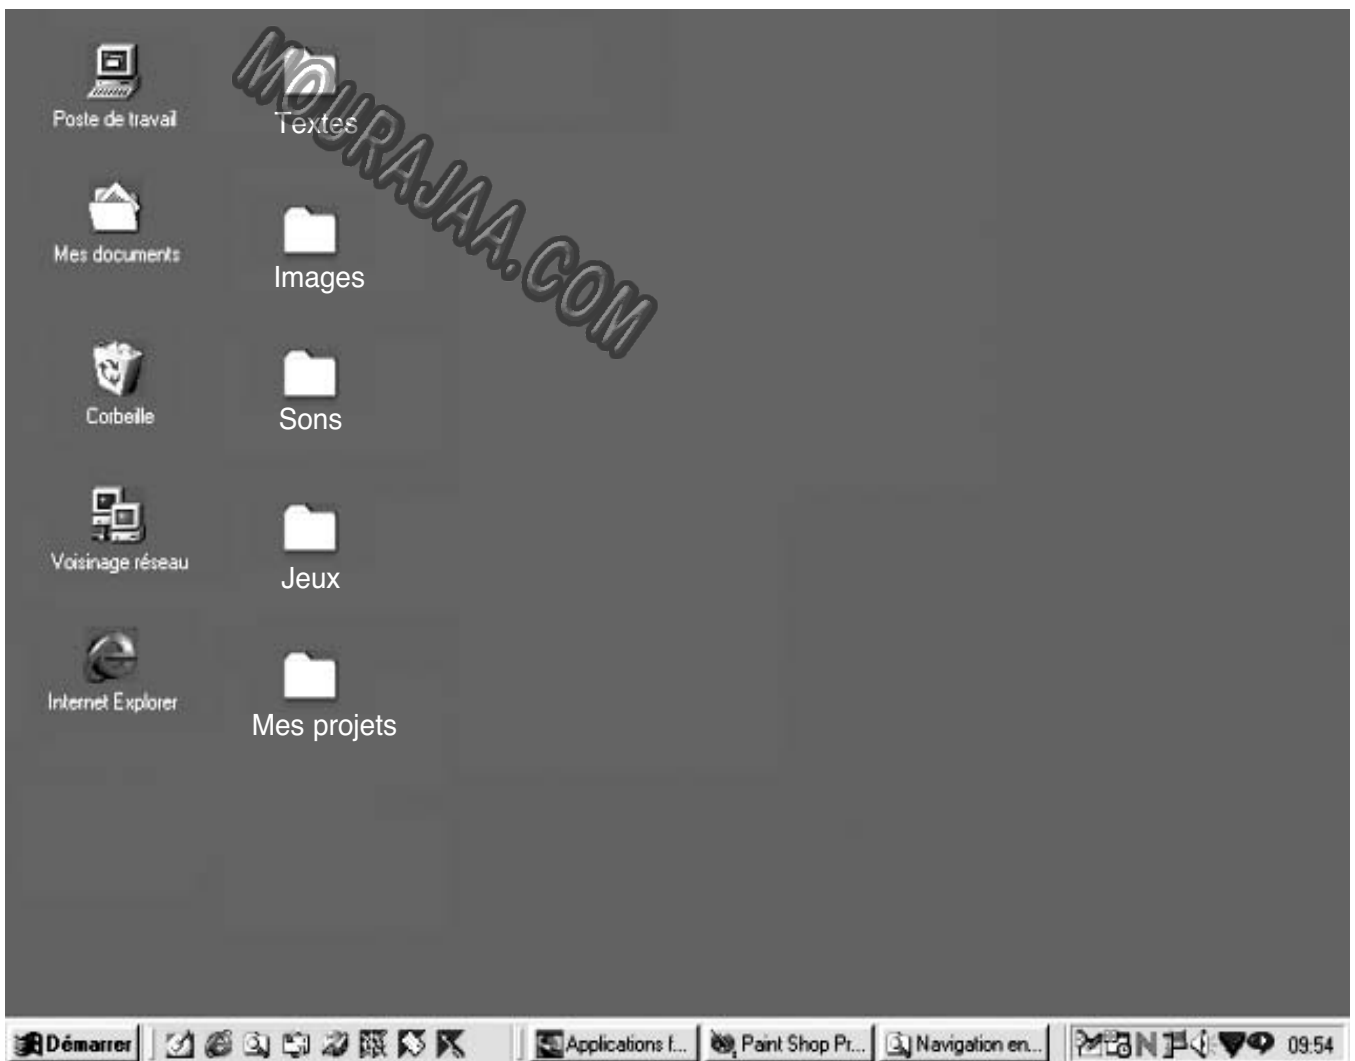 Poste de travail
Textes
MOURAJAA.COM
Mes documents
Images
Corbeille
Sons
Voisinage réseau
Jeux
Internet Explorer
Mes projets
Démarrer
Applications f...
Paint Shop Pr...
Navigation en...
N
09:54